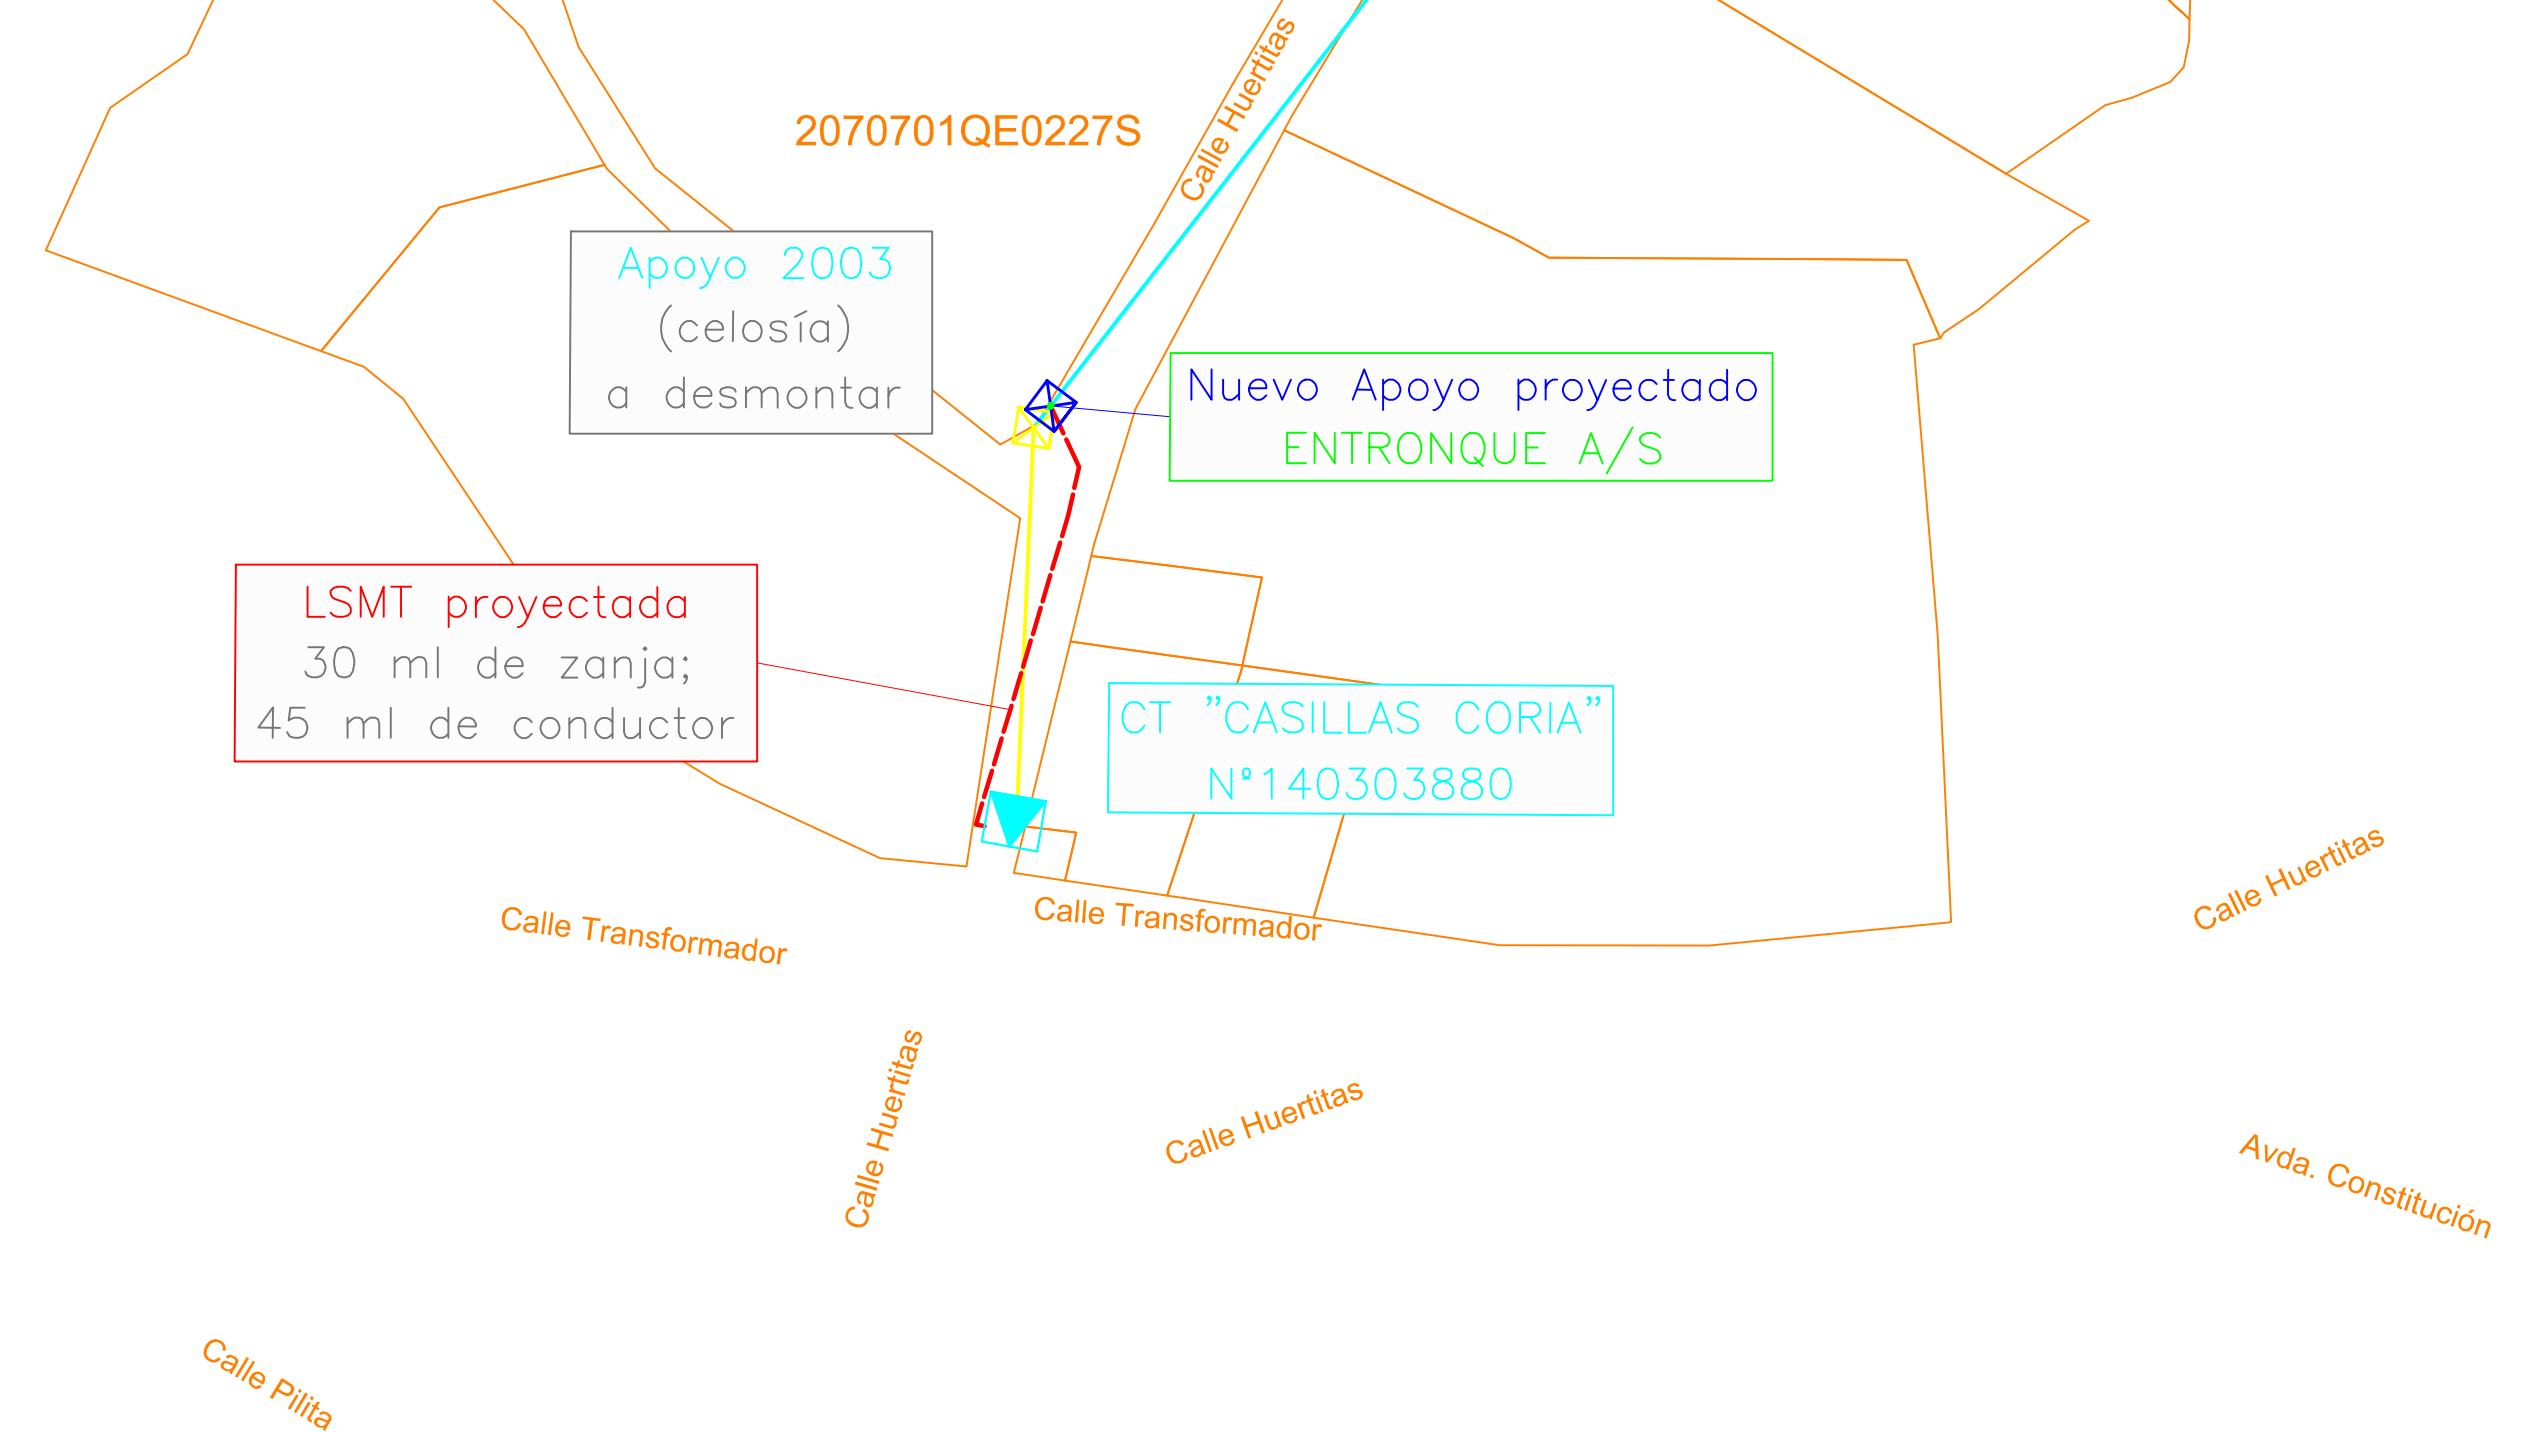 Calle Huertitas
2070701QE0227S
Apoyo 2003
(celosía)
a desmontar
Nuevo Apoyo proyectado
ENTRONQUE A/S
LSMT proyectada
30 ml de zanja;
45 ml de conductor
CT "CASILLAS CORIA"
Nº140303880
Calle Huertitas
Calle Transformador
Calle Transformador
Calle Huertitas
Calle Huertitas
Avda. Constitución
Calle Pilita